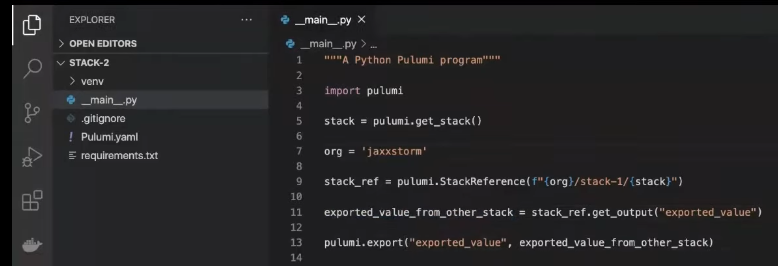 EXPLORER
OPEN EDITORS
STACK-2
venv
__main__.py
.gitignore
! Pulumi.yaml
requirements.txt
__main__.py ×
__main__.py > ...
1 """A Python Pulumi program"""
2
3 import pulumi
4
5 stack = pulumi.get_stack()
6
7 org = 'jaxxstorm'
8
9 stack_ref = pulumi.StackReference(f"{org}/stack-1/{stack}")
10
11 exported_value_from_other_stack = stack_ref.get_output("exported_value")
12
13 pulumi.export("exported_value", exported_value_from_other_stack)
14